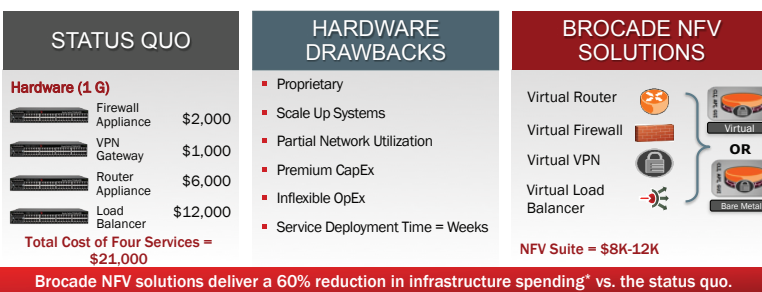 STATUS QUO
Hardware (1 G)
Firewall
Appliance $2,000
VPN
Gateway $1,000
Router
Appliance $6,000
Load
Balancer $12,000
Total Cost of Four Services =
$21,000
HARDWARE
DRAWBACKS
Proprietary
Scale Up Systems
Partial Network Utilization
Premium CapEx
Inflexible OpEx
Service Deployment Time = Weeks
BROCADE NFV
SOLUTIONS
Virtual Router
Virtual Firewall
Virtual VPN
Virtual Load
Balancer
Virtual
OR
Bare Metal
NFV Suite = $8K-12K
Brocade NFV solutions deliver a 60% reduction in infrastructure spending* vs. the status quo.